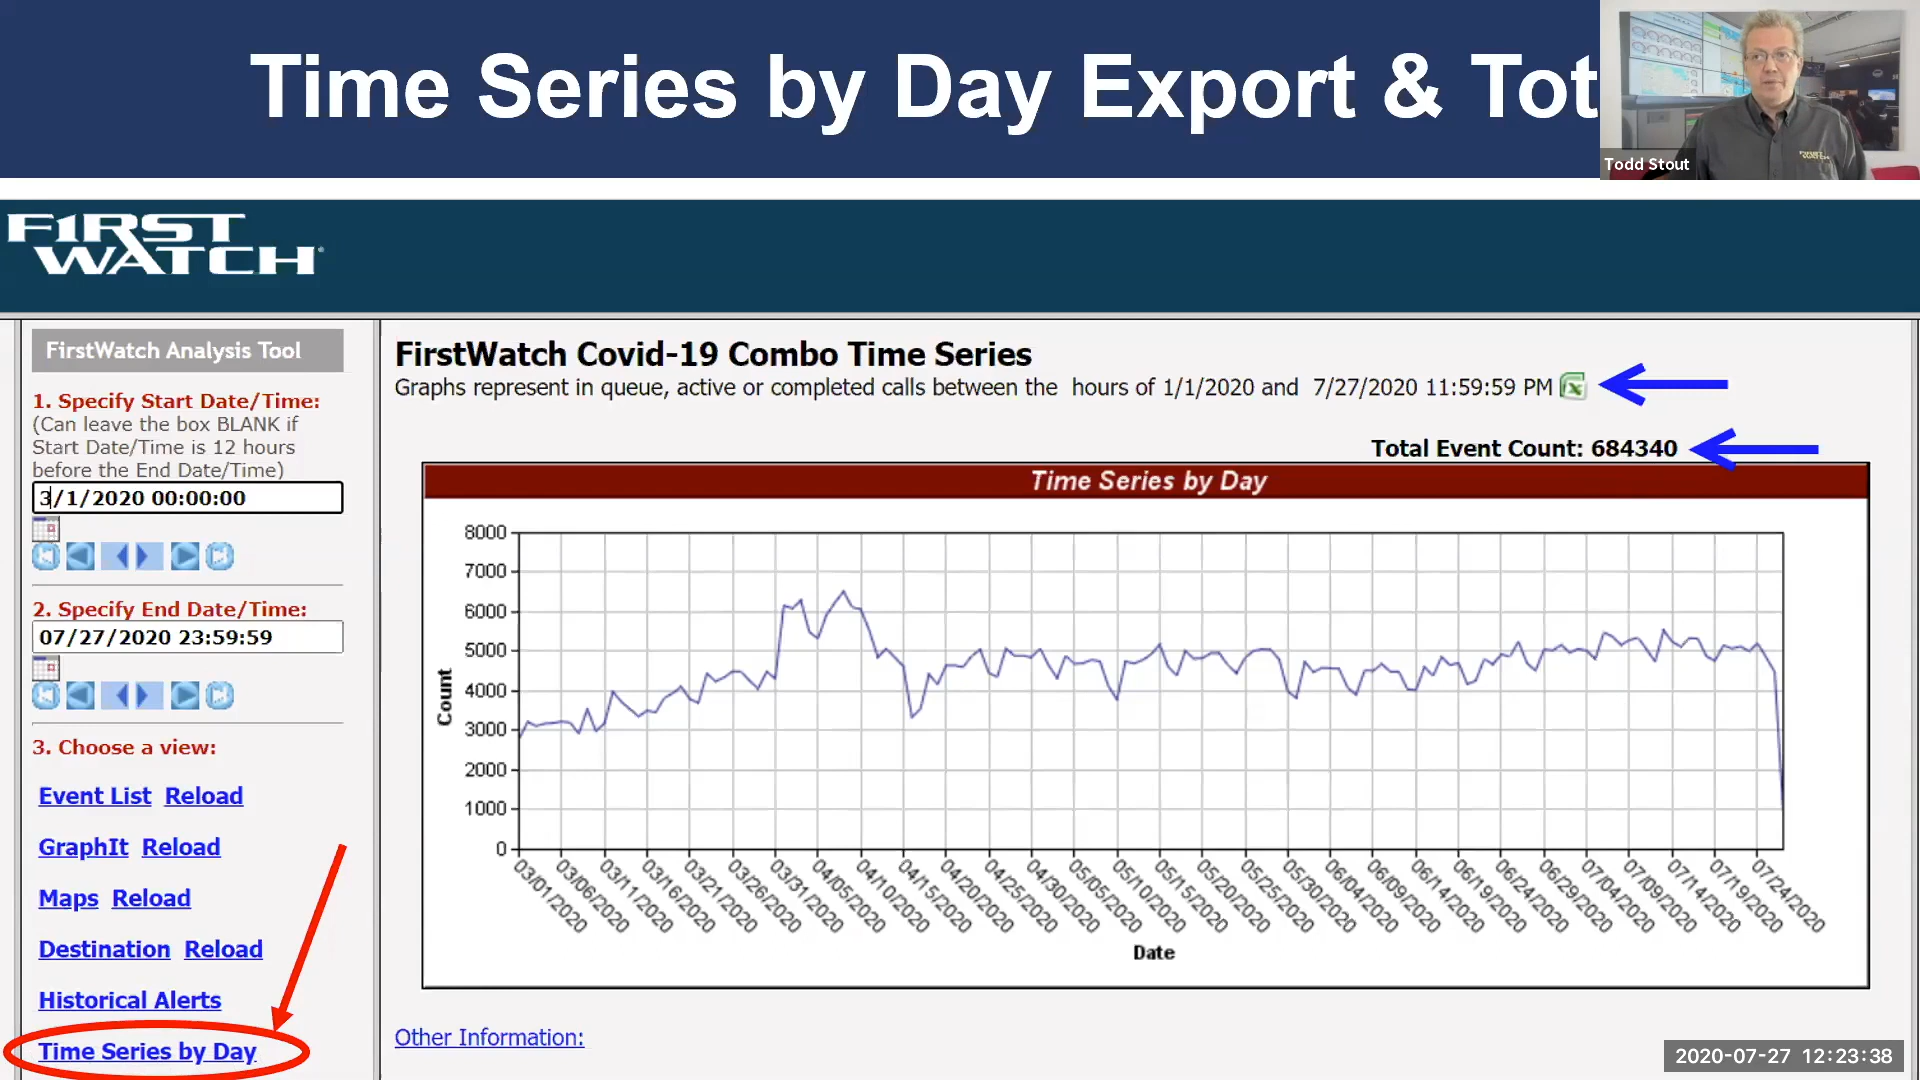 Time Series by Day Export & Tot
Todd Stout
F1RST
WATCH
FirstWatch Analysis Tool
1. Specify Start Date/Time:
(Can leave the box BLANK if
Start Date/Time is 12 hours
before the End Date/Time)
3/1/2020 00:00:00
2. Specify End Date/Time:
07/27/2020 23:59:59
3. Choose a view:
Event List Reload
GraphIt Reload
Maps Reload
Destination Reload
Historical Alerts
Time Series by Day
FirstWatch Covid-19 Combo Time Series
Graphs represent in queue, active or completed calls between the hours of 1/1/2020 and 7/27/2020 11:59:59 PM
Total Event Count: 684340
Time Series by Day
8000
7000
6000
5000
4000
3000
2000
1000
0
Count
03/01/2020
03/06/2020
03/11/2020
03/16/2020
03/21/2020
03/26/2020
03/31/2020
04/05/2020
04/10/2020
04/15/2020
04/20/2020
04/25/2020
04/30/2020
05/05/2020
05/10/2020
05/15/2020
05/20/2020
05/25/2020
05/30/2020
06/04/2020
06/09/2020
06/14/2020
06/19/2020
06/24/2020
06/29/2020
07/04/2020
07/09/2020
07/14/2020
07/19/2020
07/24/2020
Date
Other Information:
2020-07-27 12:23:38